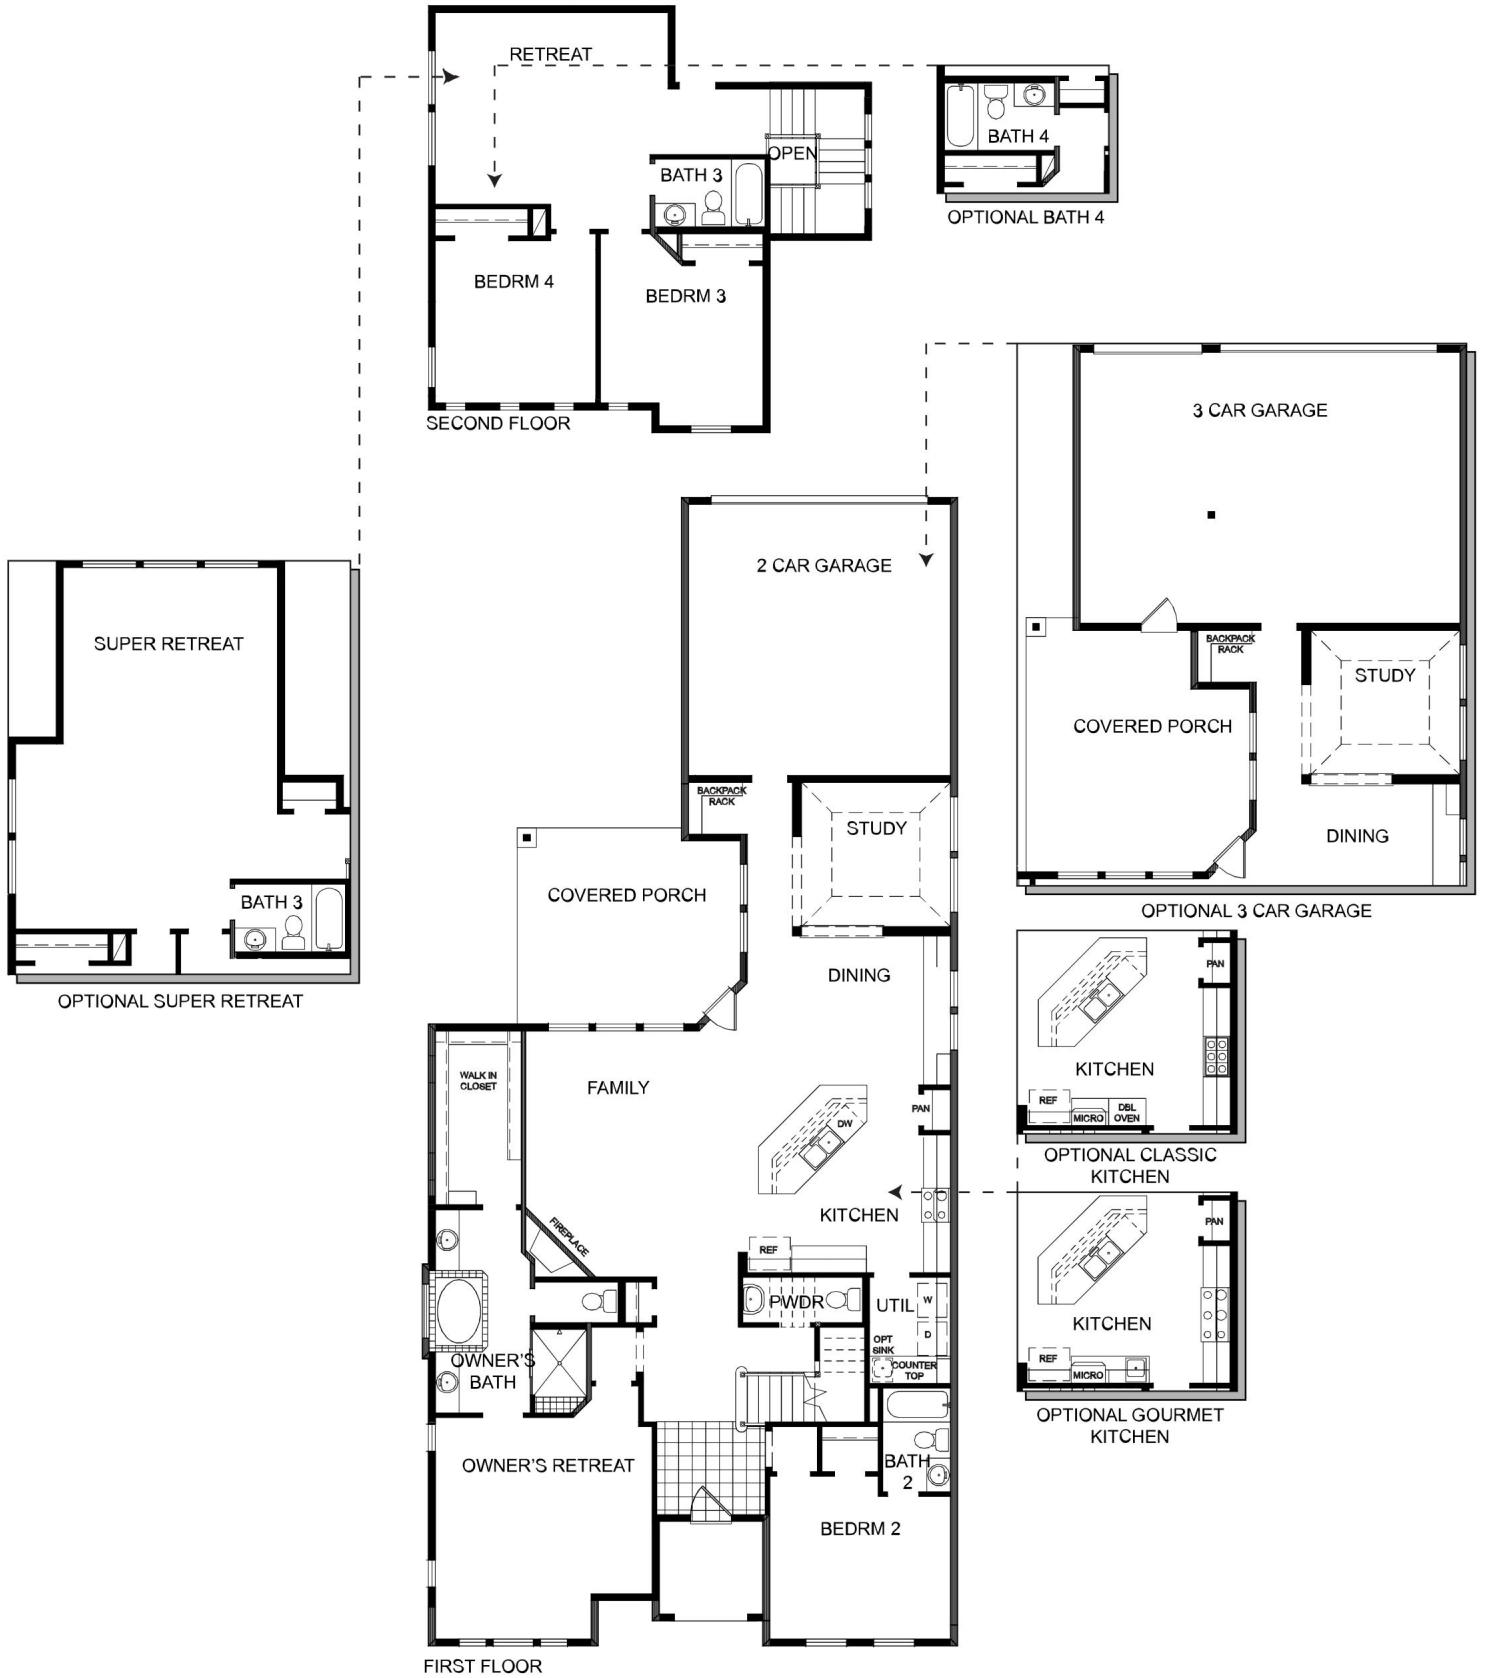 RETREAT
OPEN
BATH 3
BEDRM 4
BEDRM 3
SECOND FLOOR
BATH 4
OPTIONAL BATH 4
3 CAR GARAGE
BACKPACK
RACK
STUDY
COVERED PORCH
DINING
OPTIONAL 3 CAR GARAGE
SUPER RETREAT
BATH 3
OPTIONAL SUPER RETREAT
2 CAR GARAGE
BACKPACK
RACK
STUDY
COVERED PORCH
DINING
WALK IN
CLOSET
FAMILY
PAN
DW
KITCHEN
FIREPLACE
REF
PWDR
UTIL
W
D
OPT
SINK
COUNTER
TOP
OWNER'S
BATH
OWNER'S RETREAT
BATH
2
BEDRM 2
FIRST FLOOR
PAN
KITCHEN
REF
MICRO
DBL
OVEN
OPTIONAL CLASSIC
KITCHEN
PAN
KITCHEN
REF
MICRO
OPTIONAL GOURMET
KITCHEN